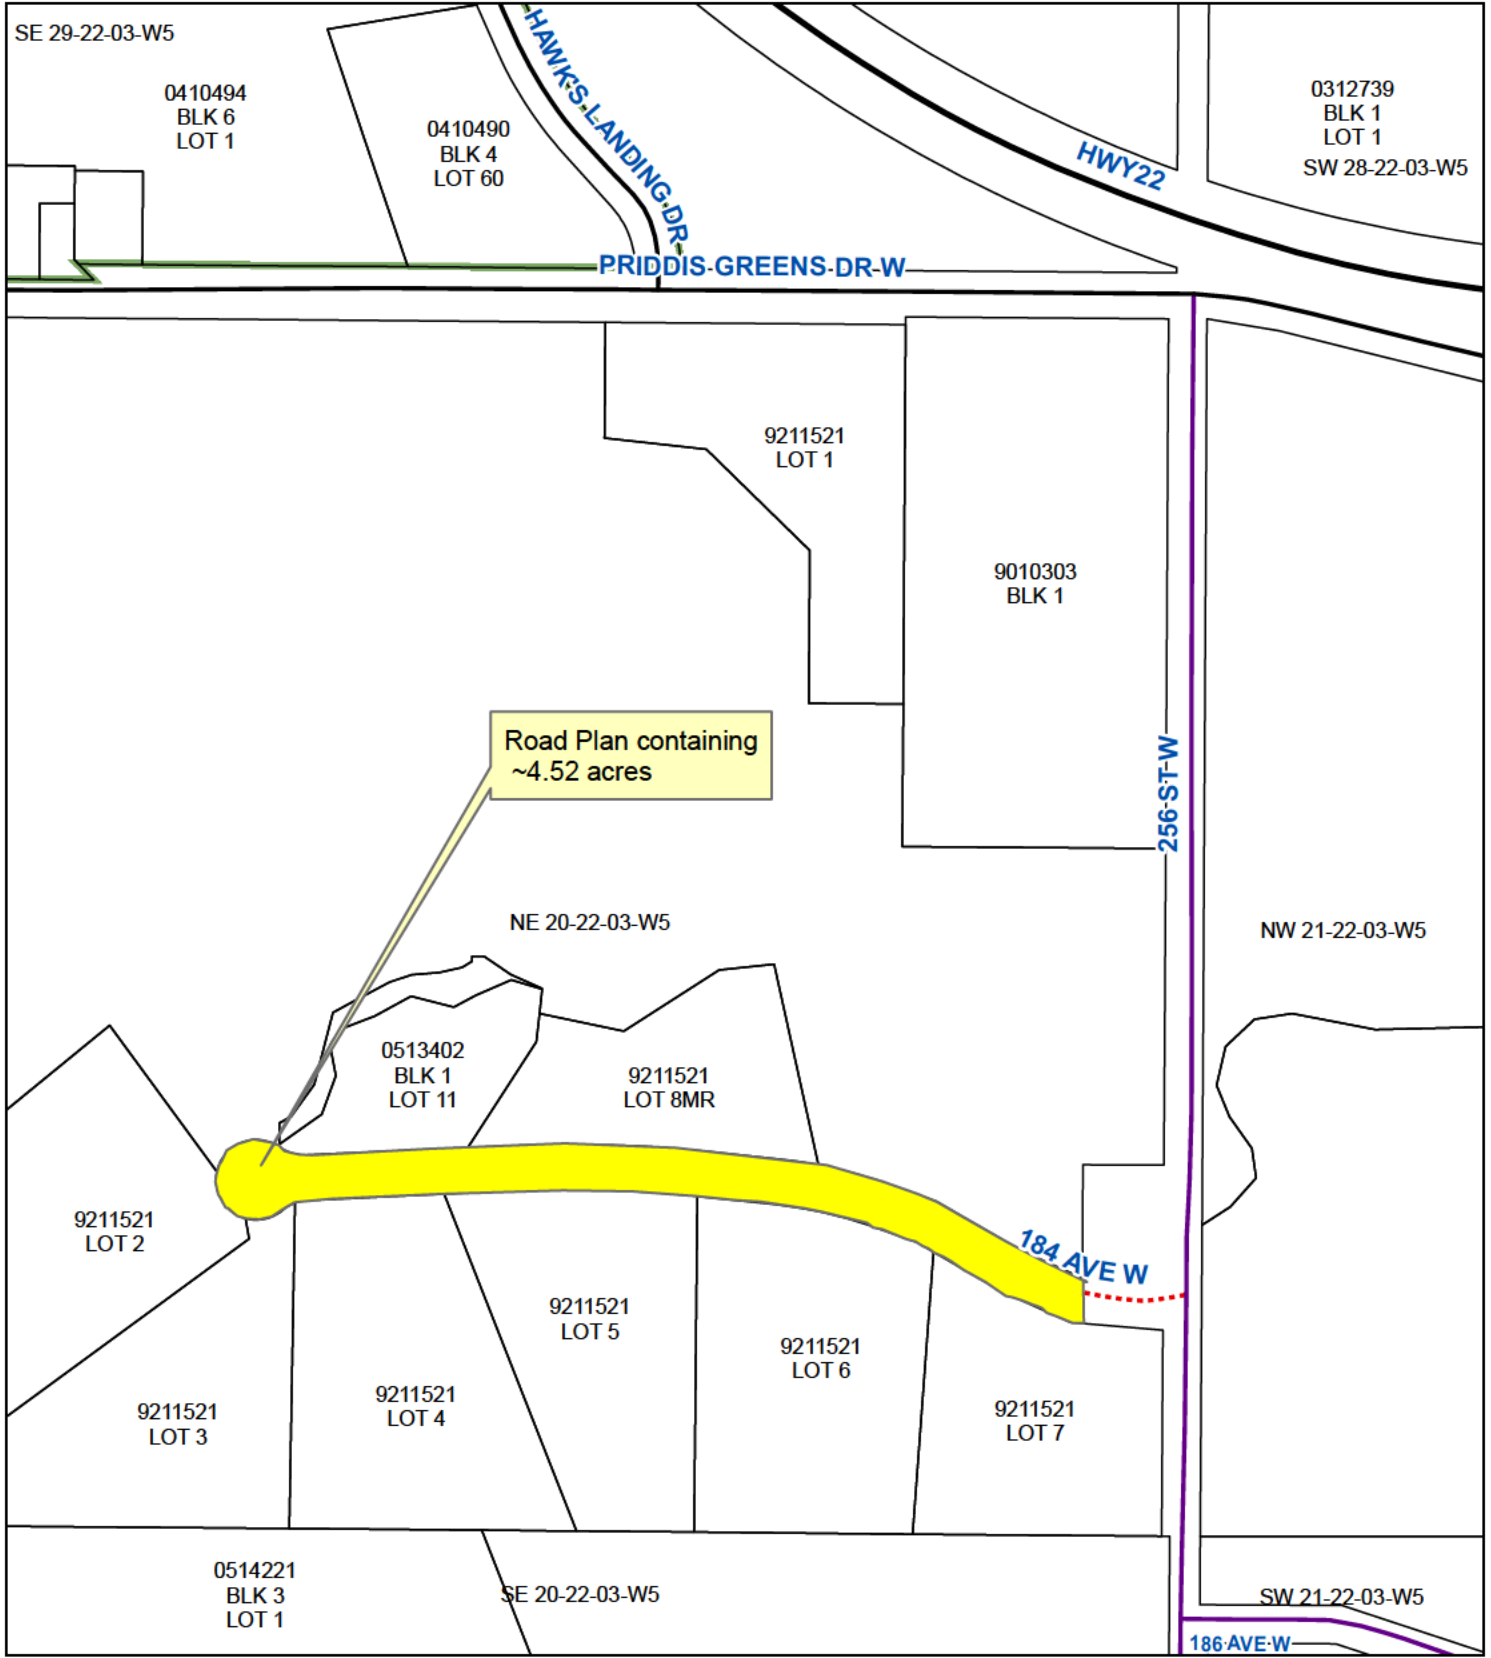 SE 29-22-03-W5
0410494
BLK 6
LOT 1
0410490
BLK 4
LOT 60
HAWK'S LANDING DR
HWY22
0312739
BLK 1
LOT 1
SW 28-22-03-W5
PRIDDIS GREENS DR W
9211521
LOT 1
9010303
BLK 1
256 ST W
Road Plan containing
~4.52 acres
NE 20-22-03-W5
NW 21-22-03-W5
0513402
BLK 1
LOT 11
9211521
LOT 8MR
9211521
LOT 2
184 AVE W
9211521
LOT 5
9211521
LOT 6
9211521
LOT 3
9211521
LOT 4
9211521
LOT 7
0514221
BLK 3
LOT 1
SE 20-22-03-W5
SW 21-22-03-W5
186 AVE W